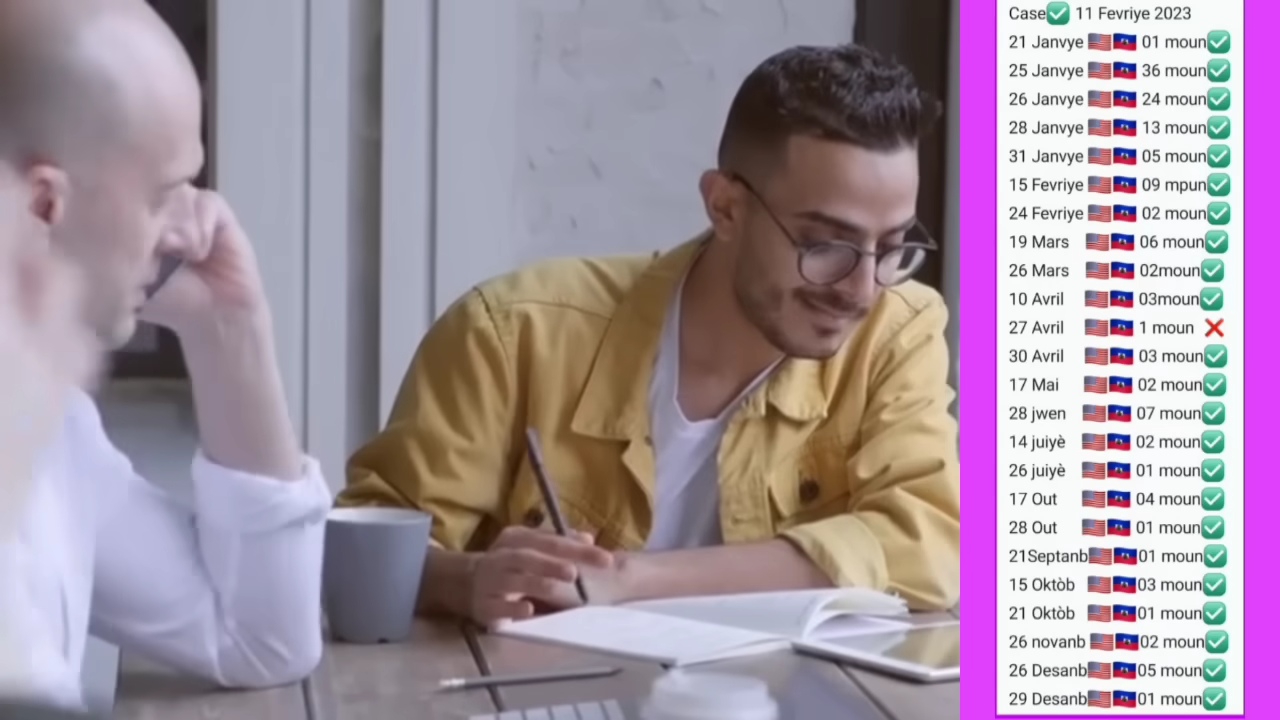 Case✅ 11 Fevriye 2023
21 Janvye 🇺🇸🇭🇹 01 moun✅
25 Janvye 🇺🇸🇭🇹 36 moun✅
26 Janvye 🇺🇸🇭🇹 24 moun✅
28 Janvye 🇺🇸🇭🇹 13 moun✅
31 Janvye 🇺🇸🇭🇹 05 moun✅
15 Fevriye 🇺🇸🇭🇹 09 mpun✅
24 Fevriye 🇺🇸🇭🇹 02 moun✅
19 Mars 🇺🇸🇭🇹 06 moun✅
26 Mars 🇺🇸🇭🇹 02moun✅
10 Avril 🇺🇸🇭🇹 03moun✅
27 Avril 🇺🇸🇭🇹 1 moun ❌
30 Avril 🇺🇸🇭🇹 03 moun✅
17 Mai 🇺🇸🇭🇹 02 moun✅
28 jwen 🇺🇸🇭🇹 07 moun✅
14 juiyè 🇺🇸🇭🇹 02 moun✅
26 juiyè 🇺🇸🇭🇹 01 moun✅
17 Out 🇺🇸🇭🇹 04 moun✅
28 Out 🇺🇸🇭🇹 01 moun✅
21Septanb🇺🇸🇭🇹01 moun✅
15 Oktòb 🇺🇸🇭🇹03 moun✅
21 Oktòb 🇺🇸🇭🇹01 moun✅
26 novanb 🇺🇸🇭🇹02 moun✅
26 Desanb🇺🇸🇭🇹05 moun✅
29 Desanb🇺🇸🇭🇹01 moun✅